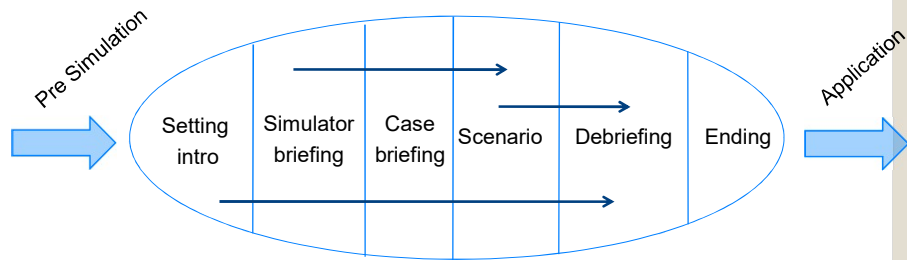 Pre Simulation
Setting
intro
Simulator
briefing
Case
briefing
Scenario
Debriefing
Ending
Application